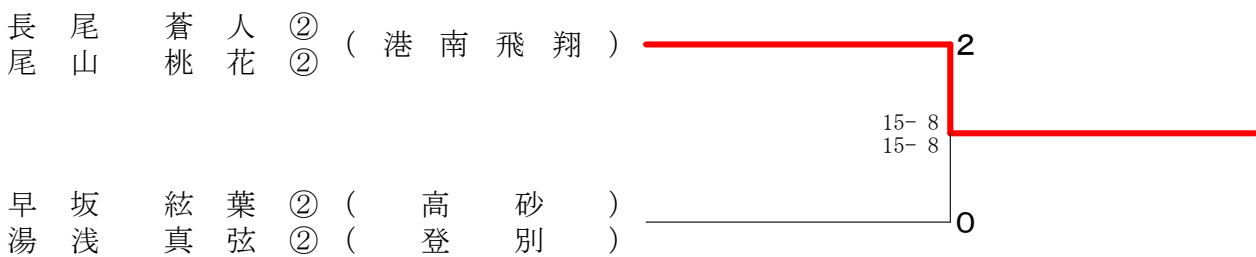 長尾 蒼人②
尾山 桃花②
(港南飛翔)
2
15- 8
15- 8
早坂 絃葉②(高砂)
湯浅 真弦②(登別)
0